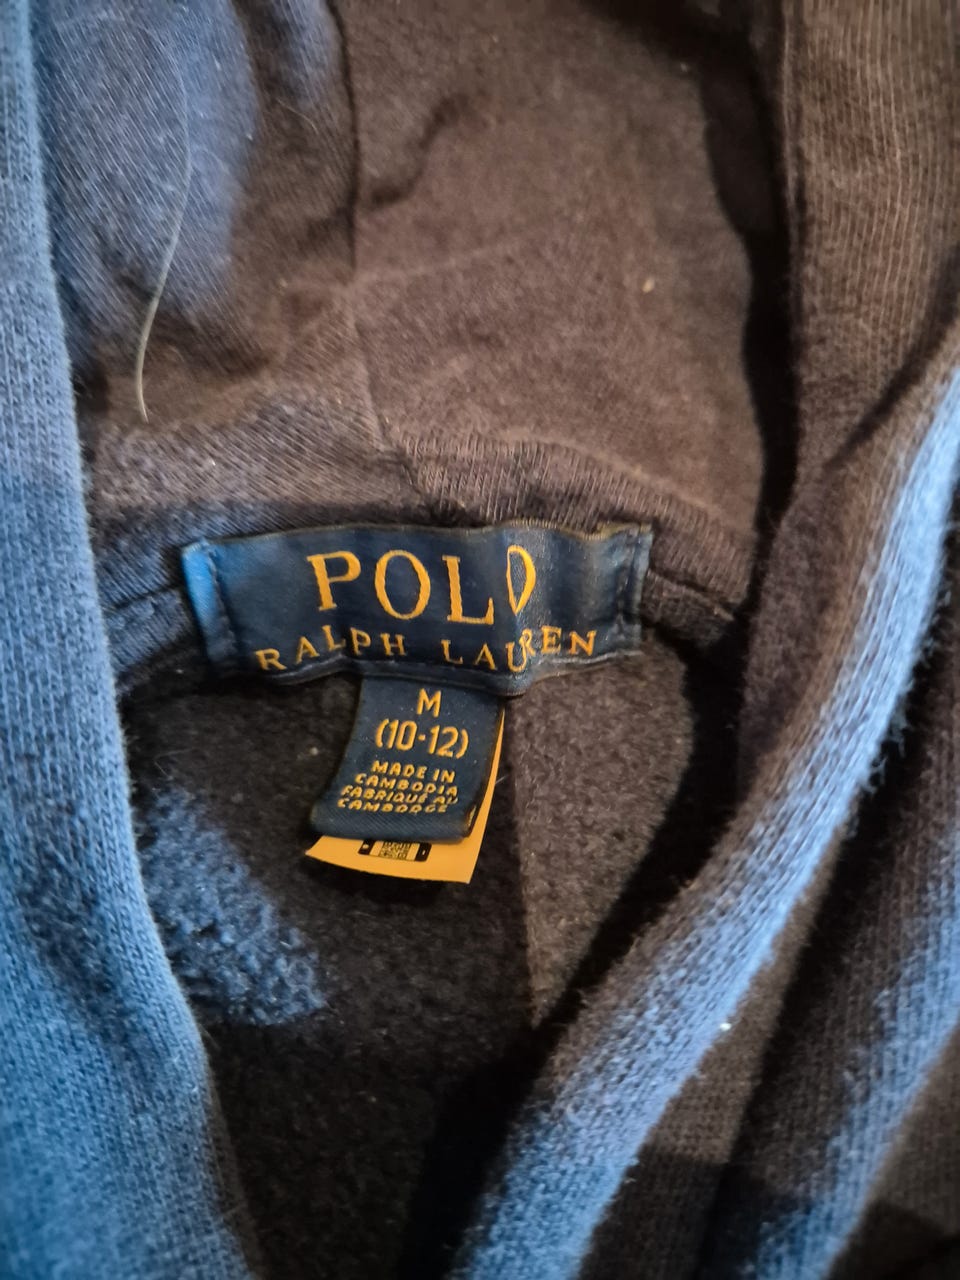 POLO
RALPH LAUREN
M
(10-12)
MADE IN
CAMBODIA
FABRIQUÉ AU
CAMBODGE